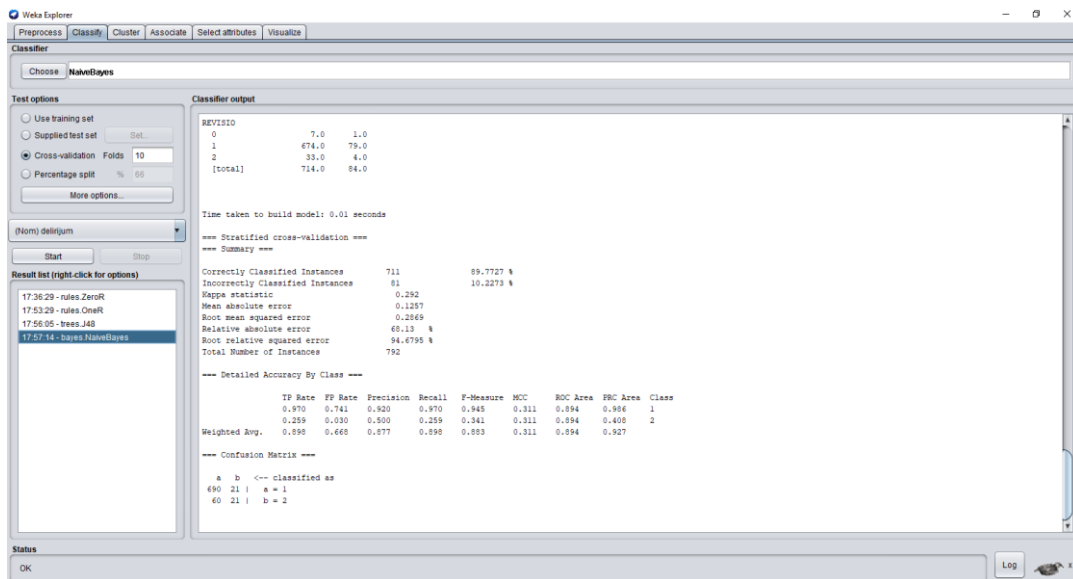 Weka Explorer
Preprocess Classify Cluster Associate Select attributes Visualize
Classifier
Choose NaiveBayes
Test options
Use training set
Supplied test set Set...
Cross-validation Folds 10
Percentage split % 66
More options...
(Nom) delirijum
Start Stop
Result list (right-click for options)
17:36:29 - rules.ZeroR
17:53:29 - rules.OneR
17:56:05 - trees.J48
17:57:14 - bayes.NaiveBayes
Classifier output
REVISIO
0 7.0 1.0
1 674.0 79.0
2 33.0 4.0
[total] 714.0 84.0
Time taken to build model: 0.01 seconds
=== Stratified cross-validation ===
=== Summary ===
Correctly Classified Instances 711 89.7727 %
Incorrectly Classified Instances 81 10.2273 %
Kappa statistic 0.292
Mean absolute error 0.1257
Root mean squared error 0.2869
Relative absolute error 68.13 %
Root relative squared error 94.6795 %
Total Number of Instances 792
=== Detailed Accuracy By Class ===
TP Rate FP Rate Precision Recall F-Measure MCC ROC Area PRC Area Class
0.970 0.741 0.920 0.970 0.945 0.311 0.894 0.986 1
0.259 0.030 0.500 0.259 0.341 0.311 0.894 0.408 2
Weighted Avg. 0.898 0.668 0.877 0.898 0.883 0.311 0.894 0.927
=== Confusion Matrix ===
a b <-- classified as
690 21 | a = 1
60 21 | b = 2
Status
OK
Log
x